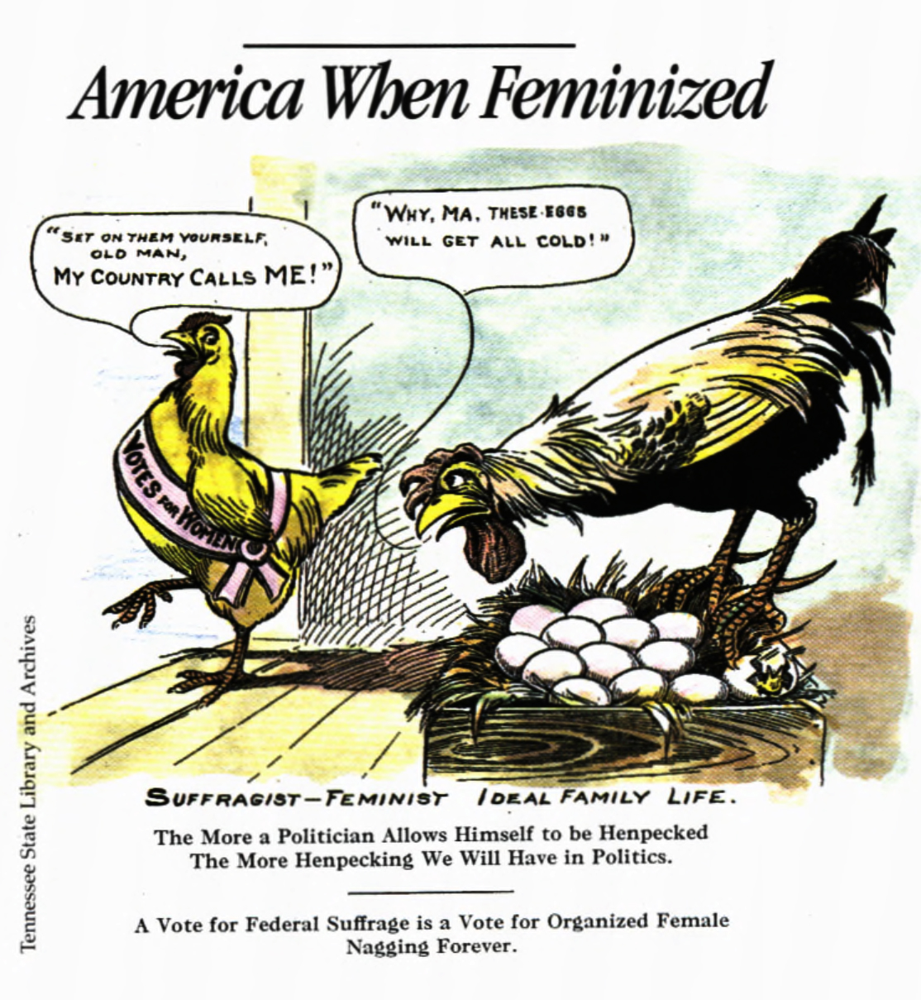 America When Feminized
"SET ON THEM YOURSELF,
OLD MAN,
MY COUNTRY CALLS ME!"
"WHY, MA, THESE EGGS
WILL GET ALL COLD!"
VOTES FOR WOMEN
SUFFRAGIST-FEMINIST IDEAL FAMILY LIFE.
The More a Politician Allows Himself to be Henpecked
The More Henpecking We Will Have in Politics.
A Vote for Federal Suffrage is a Vote for Organized Female
Nagging Forever.
Tennessee State Library and Archives